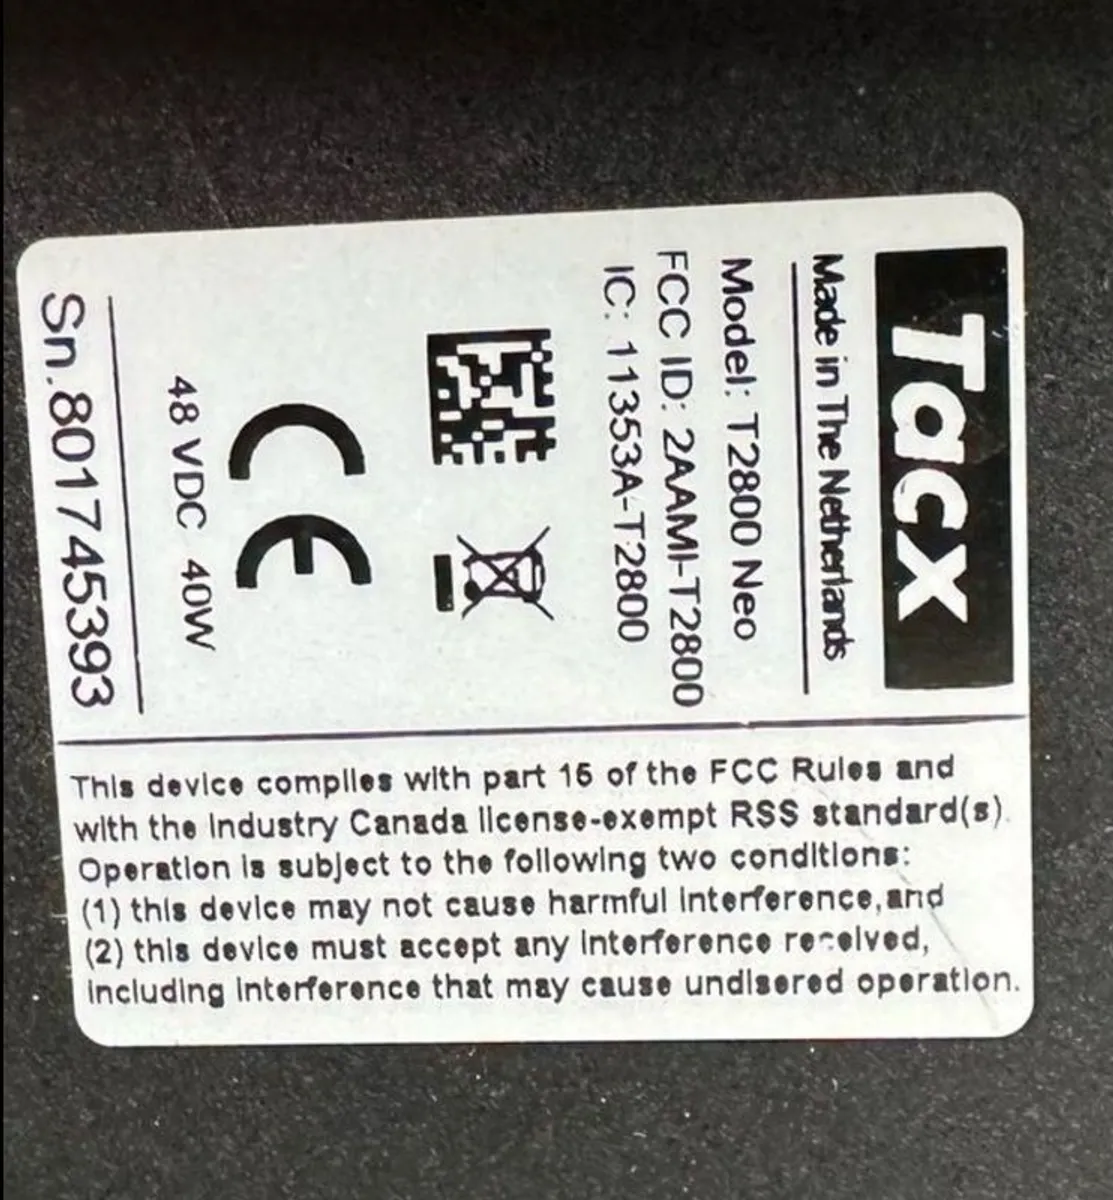 Tacx
Made in The Netherlands
Model: T2800 Neo
FCC ID: 2AAMI-T2800
IC: 11353A-T2800
CE
48 VDC 40W
Sn.801745393
This device complies with part 15 of the FCC Rules and
with the Industry Canada license-exempt RSS standard(s).
Operation is subject to the following two conditions:
(1) this device may not cause harmful interference,and
(2) this device must accept any interference received,
including interference that may cause undisered operation.